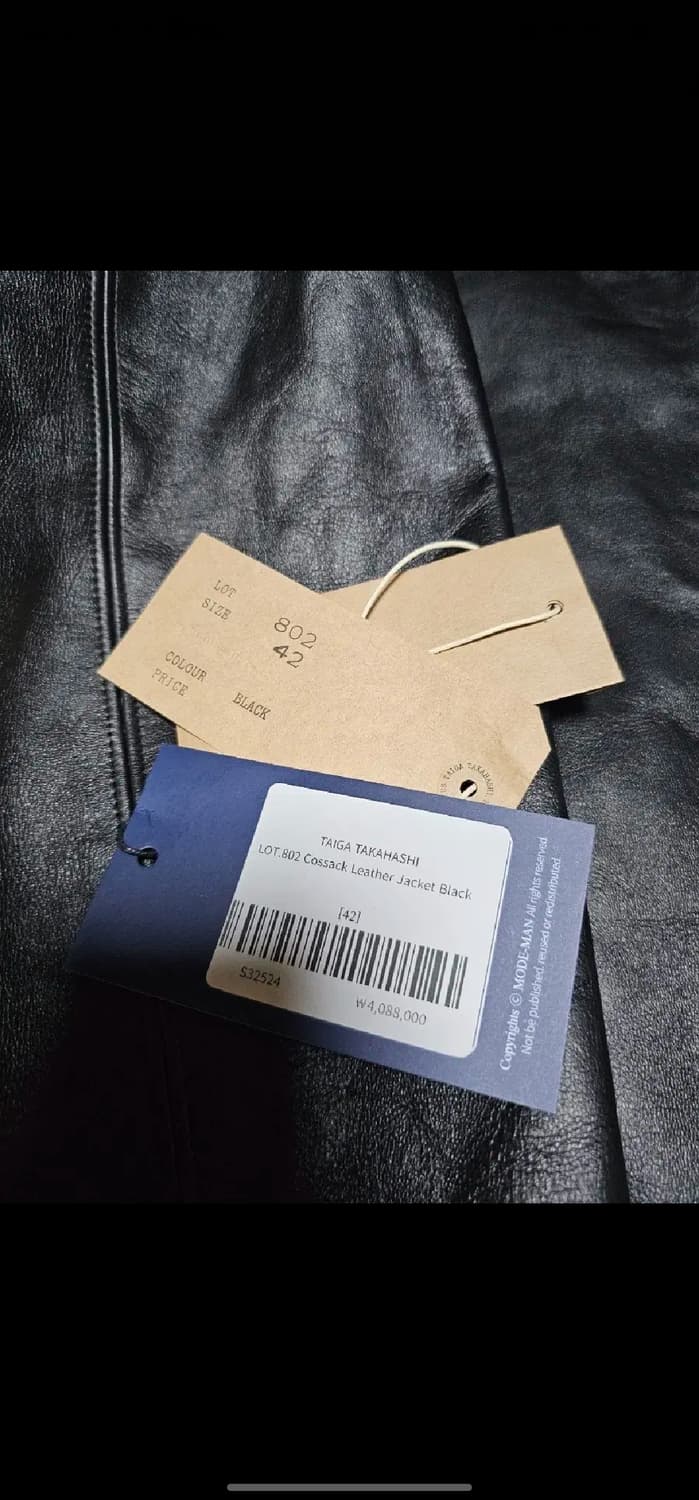 LOT 802
SIZE 42
COLOUR BLACK
PRICE
TAIGA TAKAHASHI
TAIGA TAKAHASHI
LOT.802 Cossack Leather Jacket Black
[42]
S32524
₩4,088,000
Copyrights © MODE-MAN All rights reserved.
Not be published, reused or redistributed.